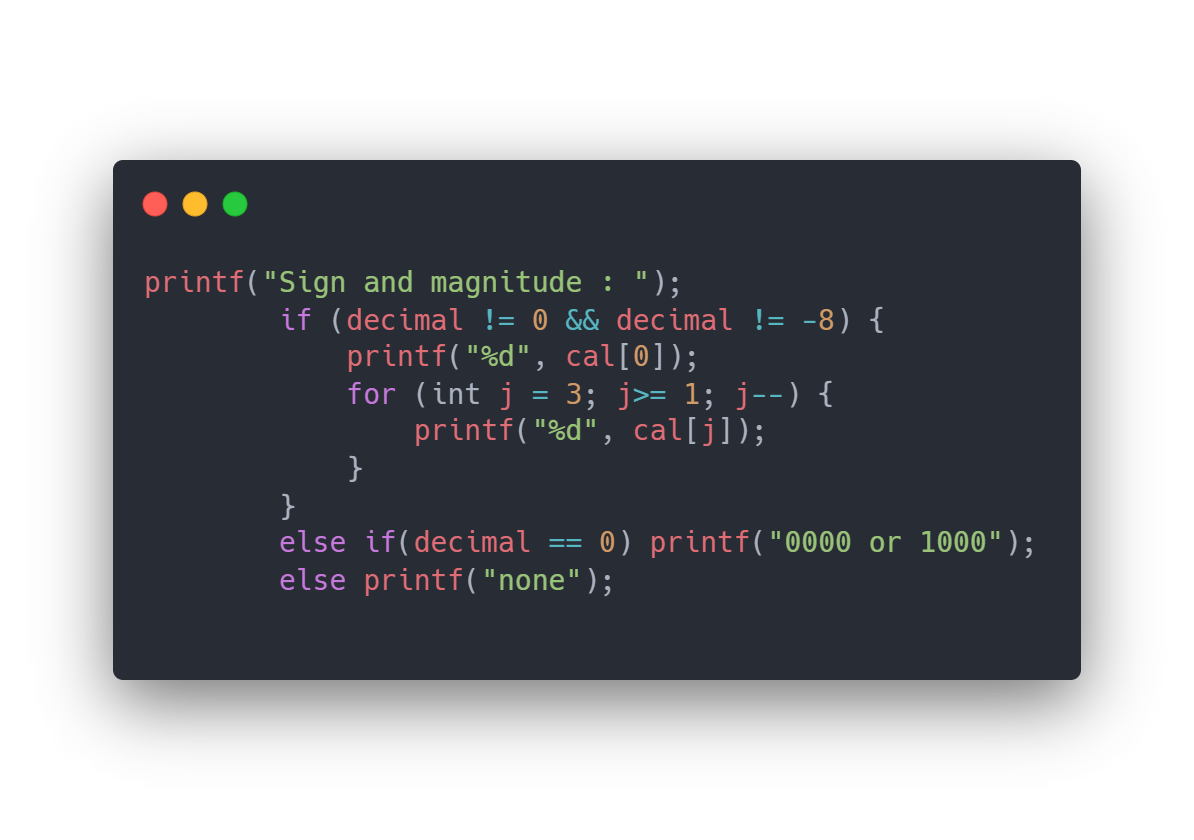 printf("Sign and magnitude : ");
        if (decimal != 0 && decimal != -8) {
            printf("%d", cal[0]);
            for (int j = 3; j>= 1; j--) {
                printf("%d", cal[j]);
            }
        }
        else if(decimal == 0) printf("0000 or 1000");
        else printf("none");